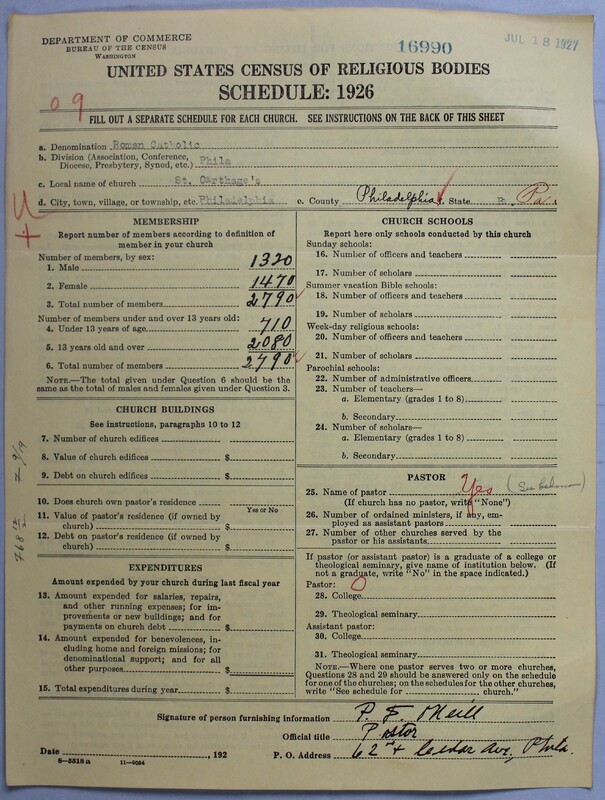 DEPARTMENT OF COMMERCE
BUREAU OF THE CENSUS
WASHINGTON
16990
JUL 18 1927
UNITED STATES CENSUS OF RELIGIOUS BODIES
SCHEDULE: 1926
09
FILL OUT A SEPARATE SCHEDULE FOR EACH CHURCH. SEE INSTRUCTIONS ON THE BACK OF THIS SHEET
a. Denomination Roman Catholic
b. Division (Association, Conference, Diocese, Presbytery, Synod, etc.) Phila
c. Local name of church St. Carthage's
d. City, town, village, or township, etc. Philadelphia e. County Philadelphia f. State Pa.
U
MEMBERSHIP
Report number of members according to definition of member in your church
Number of members, by sex:
1. Male 1320
2. Female 1470
3. Total number of members 2790
Number of members under and over 13 years old:
4. Under 13 years of age 710
5. 13 years old and over 2080
6. Total number of members 2790
NOTE.—The total given under Question 6 should be the same as the total of males and females given under Question 3.
CHURCH BUILDINGS
See instructions, paragraphs 10 to 12
7. Number of church edifices
8. Value of church edifices $
9. Debt on church edifices $
10. Does church own pastor's residence
Yes or No
11. Value of pastor's residence (if owned by church) $
12. Debt on pastor's residence (if owned by church) $
EXPENDITURES
Amount expended by your church during last fiscal year
13. Amount expended for salaries, repairs, and other running expenses; for improvements or new buildings; and for payments on church debt $
14. Amount expended for benevolences, including home and foreign missions; for denominational support; and for all other purposes $
15. Total expenditures during year $
CHURCH SCHOOLS
Report here only schools conducted by this church
Sunday schools:
16. Number of officers and teachers
17. Number of scholars
Summer vacation Bible schools:
18. Number of officers and teachers
19. Number of scholars
Week-day religious schools:
20. Number of officers and teachers
21. Number of scholars
Parochial schools:
22. Number of administrative officers
23. Number of teachers—
a. Elementary (grades 1 to 8)
b. Secondary
24. Number of scholars—
a. Elementary (grades 1 to 8)
b. Secondary
PASTOR
25. Name of pastor Yes
(If church has no pastor, write "None")
26. Number of ordained ministers, if any, employed as assistant pastors
27. Number of other churches served by the pastor or his assistants
If pastor (or assistant pastor) is a graduate of a college or theological seminary, give name of institution below. (If not a graduate, write "No" in the space indicated.)
Pastor: O
28. College
29. Theological seminary
Assistant pastor:
30. College
31. Theological seminary
NOTE.—Where one pastor serves two or more churches, Questions 28 and 29 should be answered only on the schedule for one of the churches; on the schedules for the other churches, write "See schedule for church."
Signature of person furnishing information P. F. O'Neill
Official title Pastor
Date , 192 P. O. Address 62nd + Cedar Ave, Phila.
8—5518a 11—9064